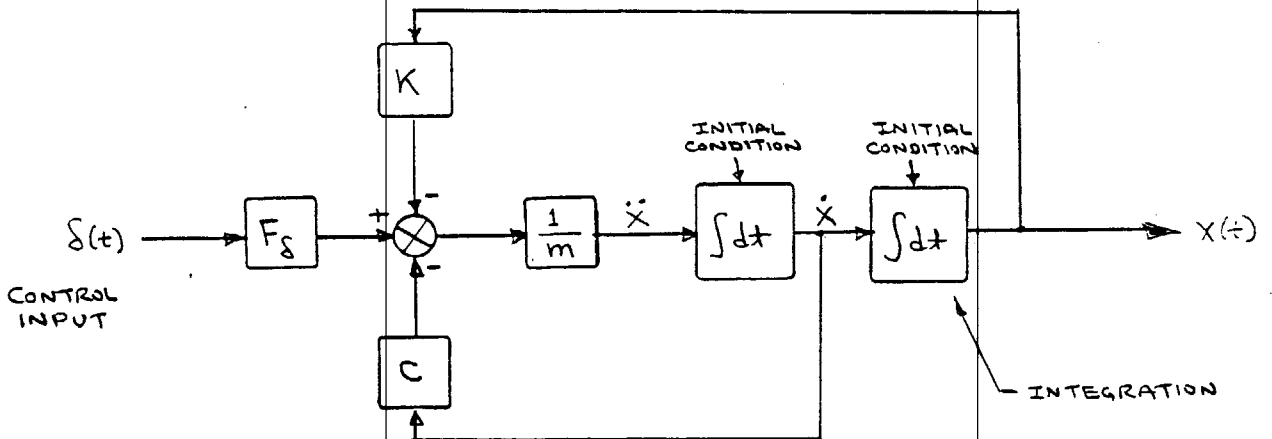 K
INITIAL
CONDITION
INITIAL
CONDITION
δ(t)
F_δ
+
-
-
1/m
ẍ
∫dt
ẋ
∫dt
x(t)
CONTROL
INPUT
C
INTEGRATION